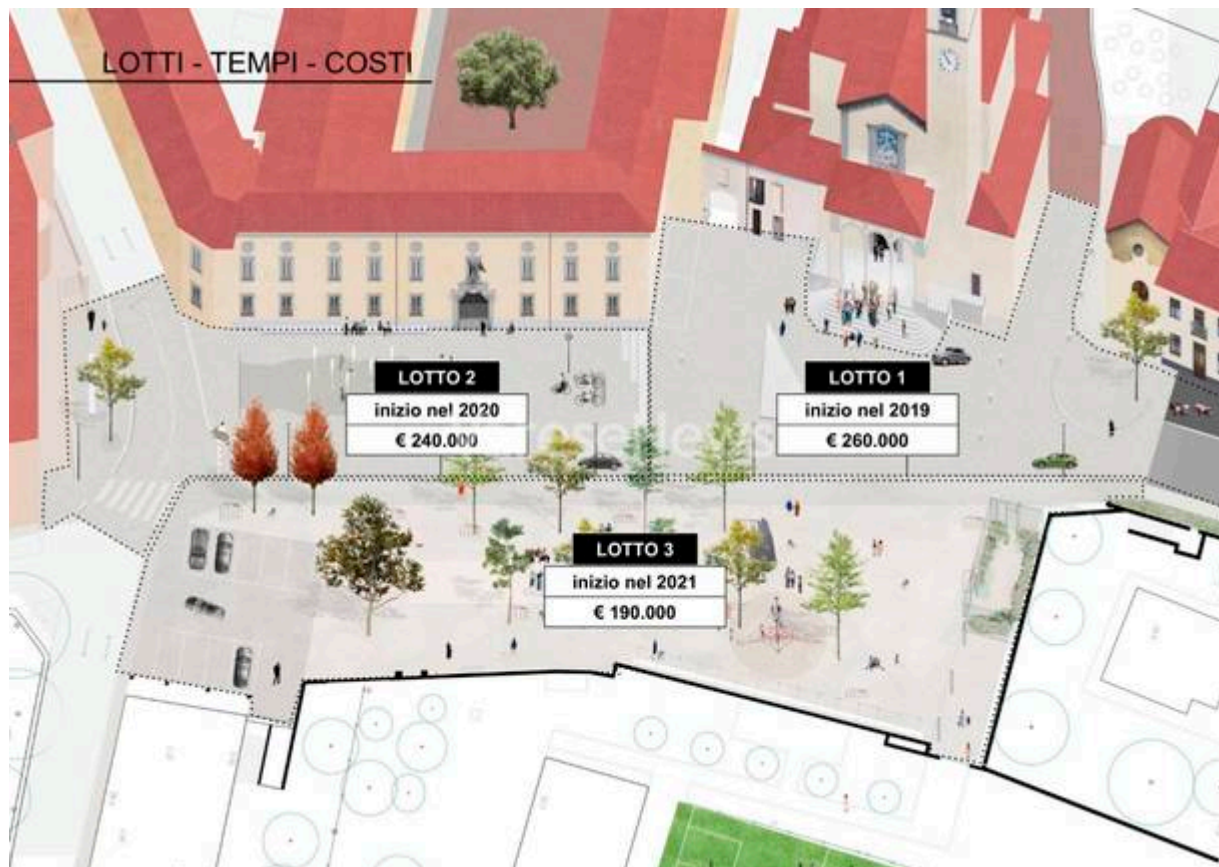 LOTTI - TEMPI - COSTI
LOTTO 2
inizio nel 2020
€ 240.000
LOTTO 1
inizio nel 2019
€ 260.000
LOTTO 3
inizio nel 2021
€ 190.000